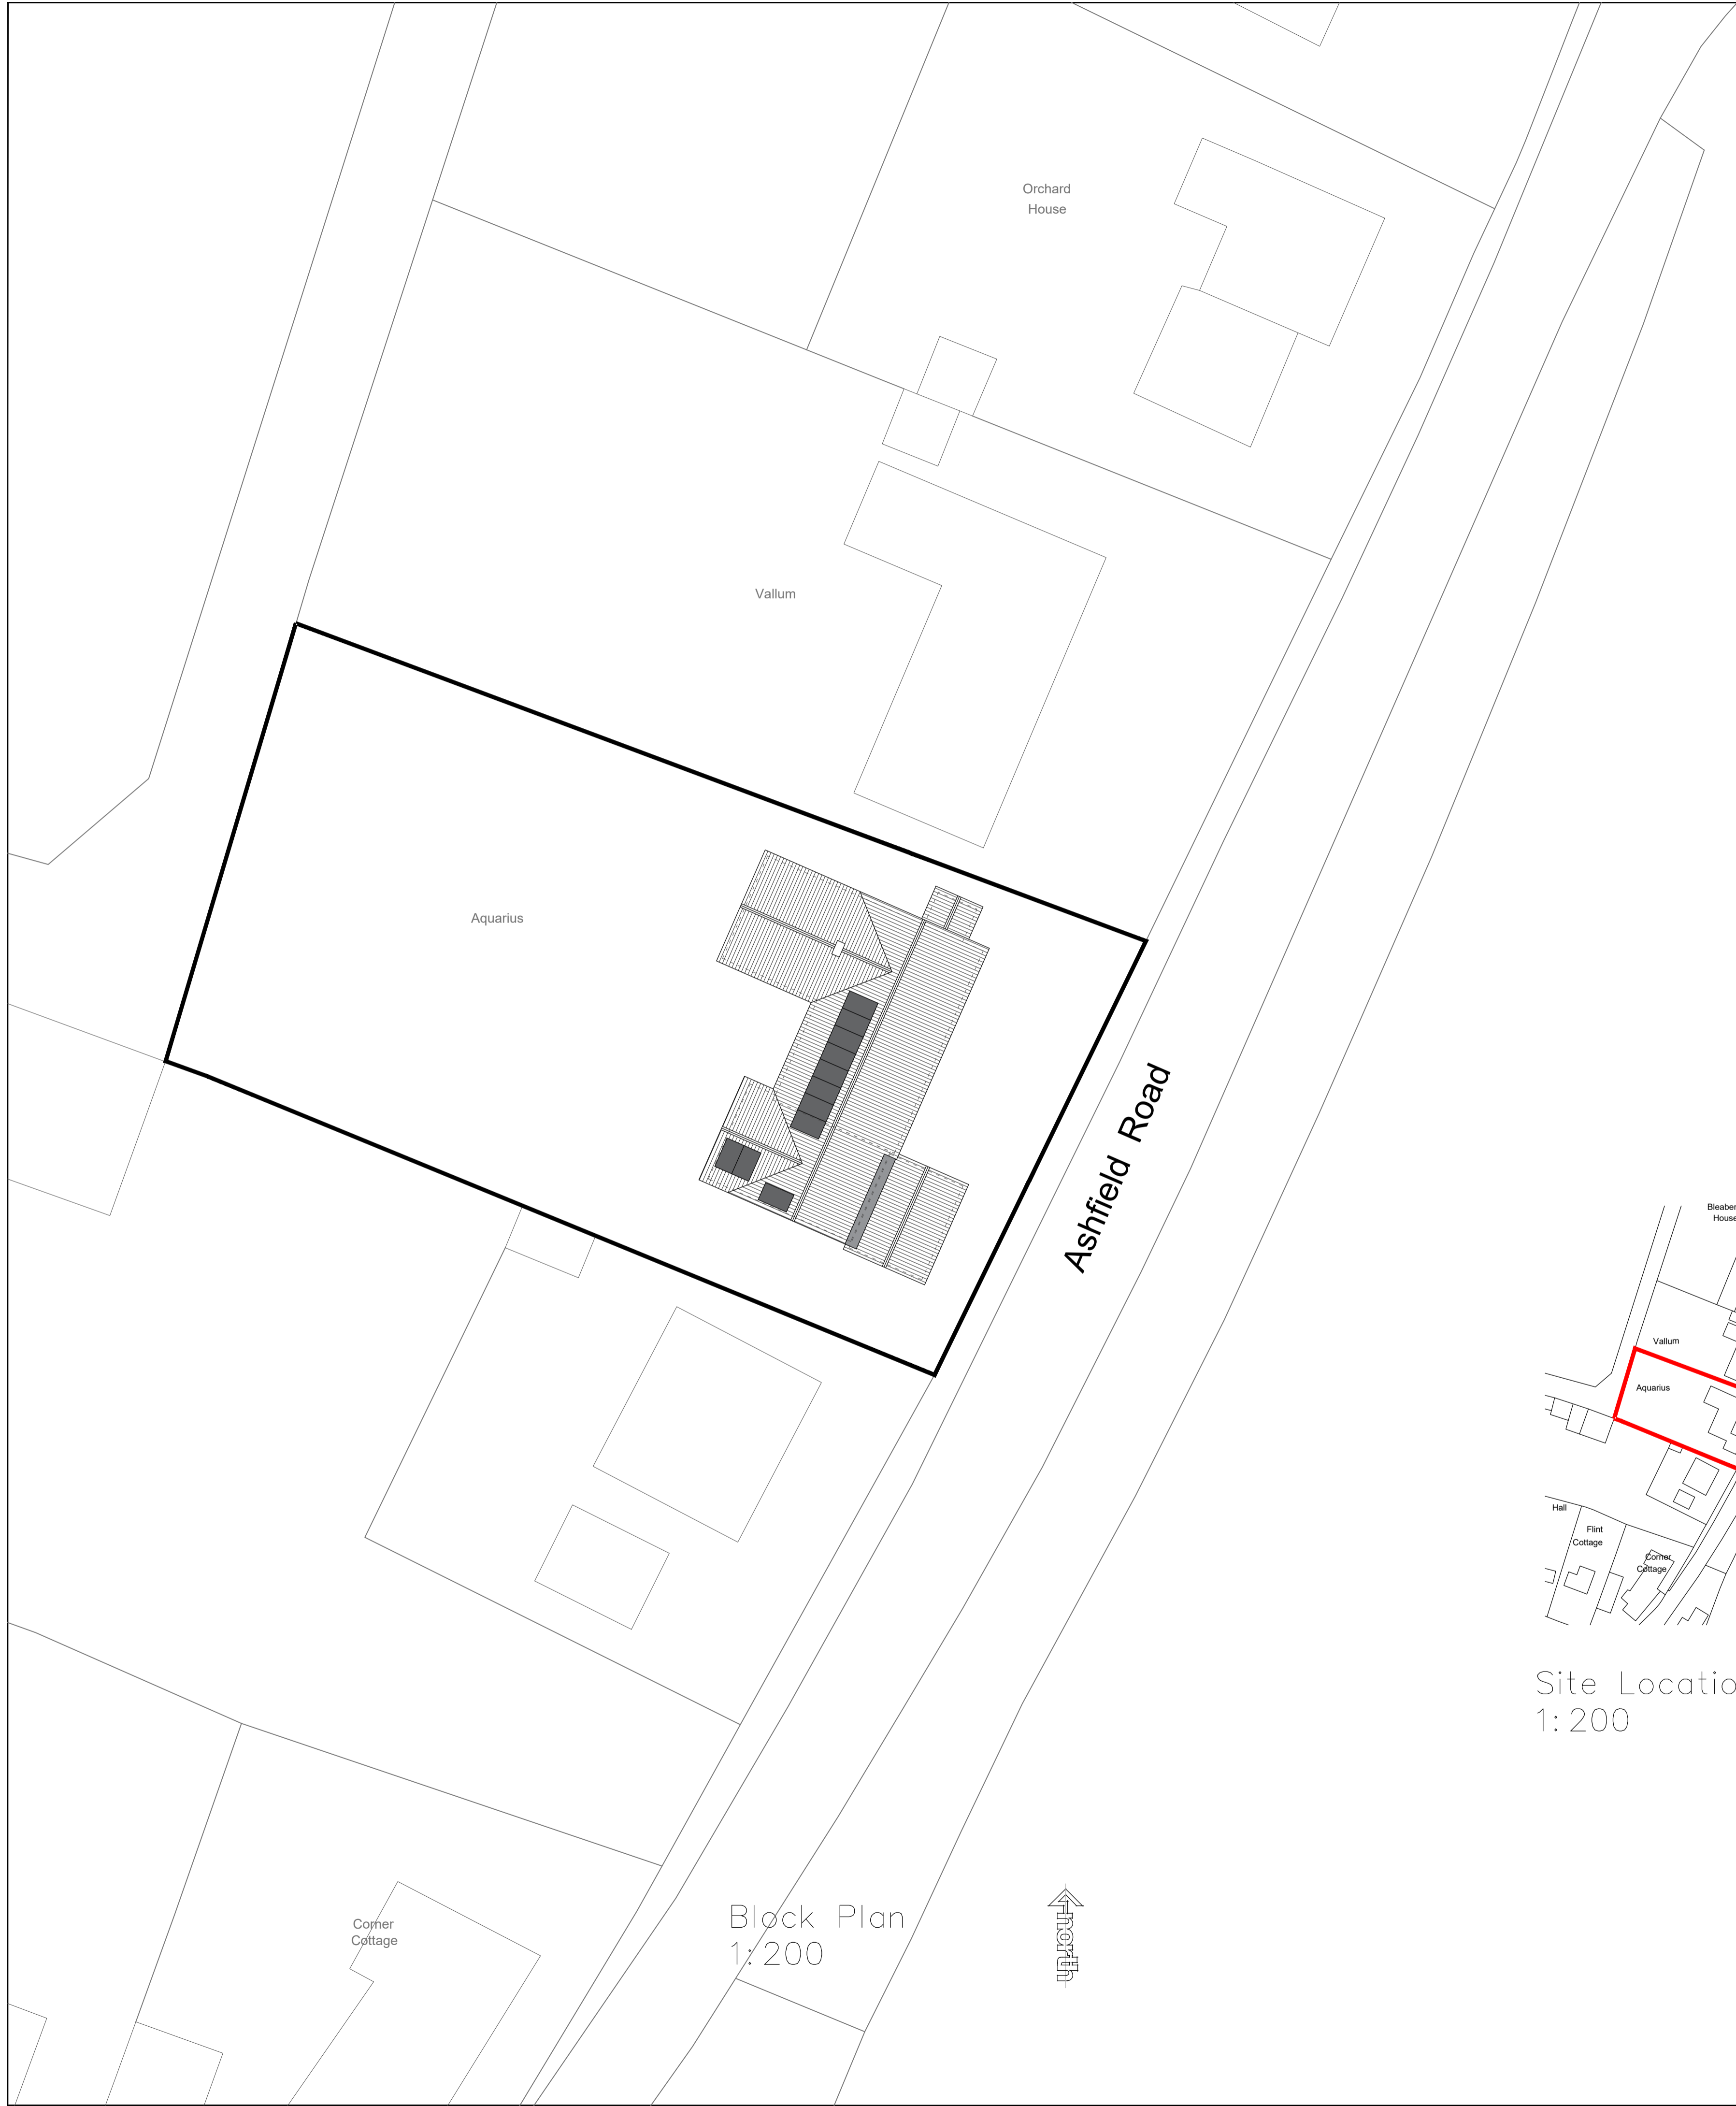 Orchard
House
Vallum
Aquarius
Ashfield Road
Corner
Cottage
Block Plan
1:200
north
House
Vallum
Aquarius
Hall
Flint
Cottage
Corner
Cottage
Site
1:200